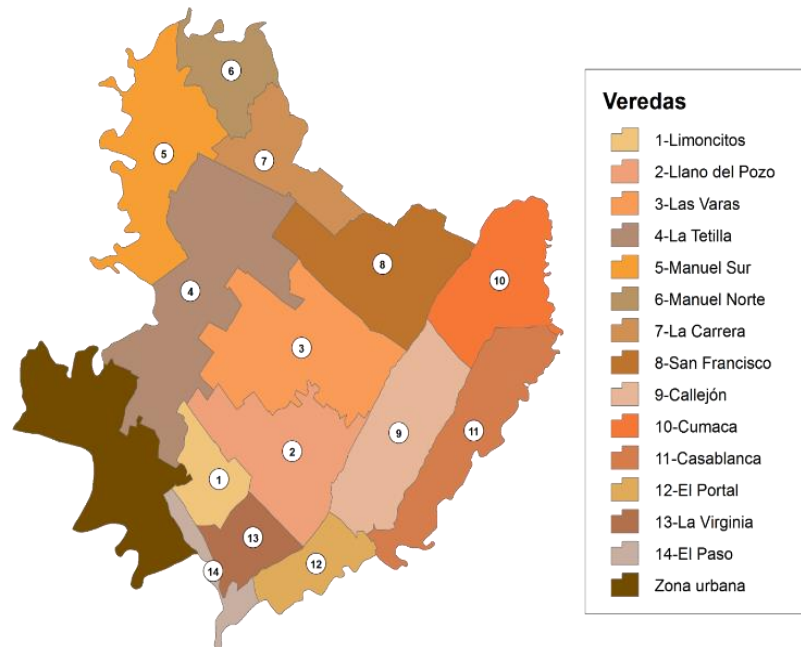 6
5
7
8
10
4
3
9
11
2
1
13
12
14
Veredas
1-Limoncitos
2-Llano del Pozo
3-Las Varas
4-La Tetilla
5-Manuel Sur
6-Manuel Norte
7-La Carrera
8-San Francisco
9-Callejón
10-Cumaca
11-Casablanca
12-El Portal
13-La Virginia
14-El Paso
Zona urbana